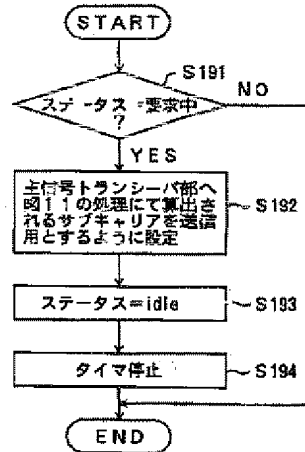 START
S191
ステータス=要求中
?
NO
YES
主信号トランシーバ部へ
図11の処理にて算出さ
れるサブキャリアを送信
用とするように設定
S192
ステータス=idle
S193
タイマ停止
S194
END